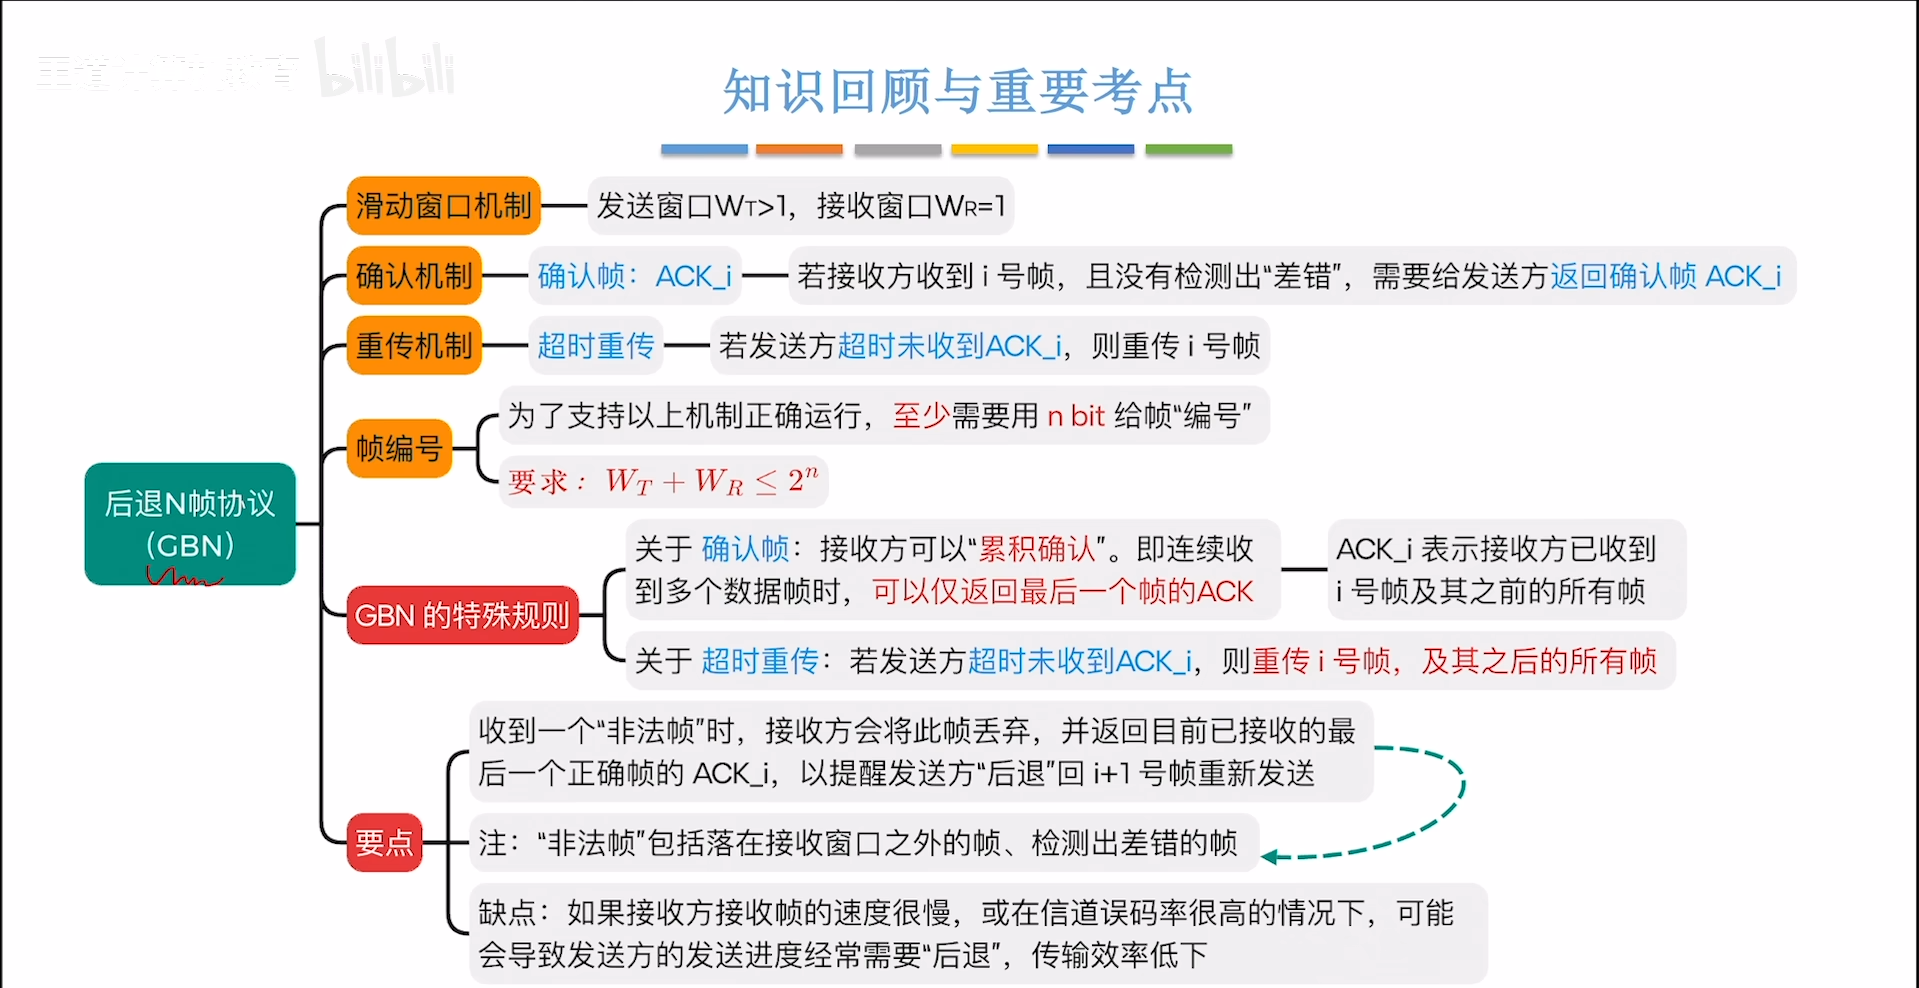 王道计算机教育 bilibili
知识回顾与重要考点
滑动窗口机制
发送窗口WT>1，接收窗口WR=1
确认机制
确认帧：ACK_i
若接收方收到 i 号帧，且没有检测出“差错”，需要给发送方返回确认帧 ACK_i
重传机制
超时重传
若发送方超时未收到ACK_i，则重传 i 号帧
帧编号
为了支持以上机制正确运行，至少需要用 n bit 给帧“编号”
要求：W_T + W_R ≤ 2^n
后退N帧协议
（GBN）
GBN 的特殊规则
关于 确认帧：接收方可以“累积确认”。即连续收
到多个数据帧时，可以仅返回最后一个帧的ACK
ACK_i 表示接收方已收到
i 号帧及其之前的所有帧
关于 超时重传：若发送方超时未收到ACK_i，则重传 i 号帧，及其之后的所有帧
要点
收到一个“非法帧”时，接收方会将此帧丢弃，并返回目前已接收的最
后一个正确帧的 ACK_i，以提醒发送方“后退”回 i+1 号帧重新发送
注：“非法帧”包括落在接收窗口之外的帧、检测出差错的帧
缺点：如果接收方接收帧的速度很慢，或在信道误码率很高的情况下，可能
会导致发送方的发送进度经常需要“后退”，传输效率低下